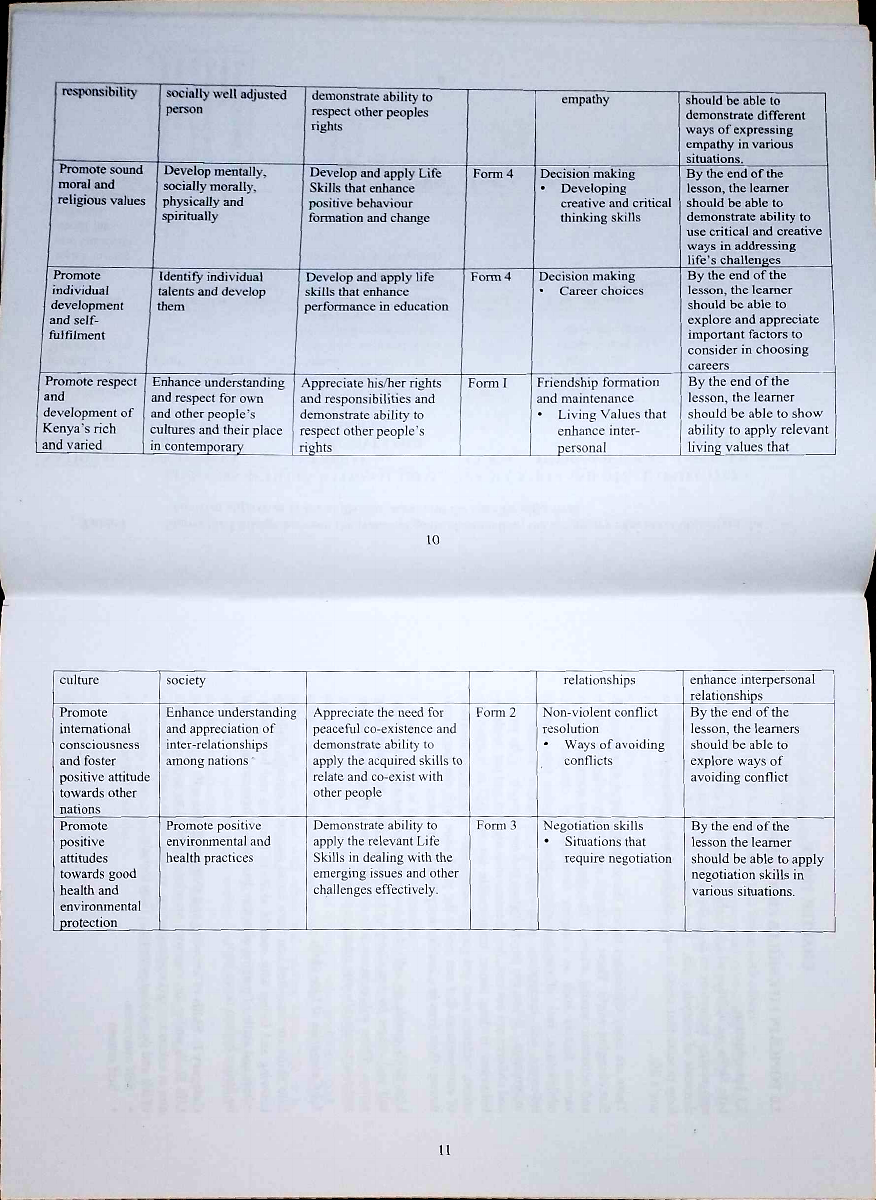 responsibility
socially well adjusted
person
demonstrate ability to
respect other peoples
rights
empathy
should be able to
demonstrate different
ways of expressing
empathy in various
situations.
Promote sound
moral and
religious values
Develop mentally,
socially morally,
physically and
spiritually
Develop and apply Life
Skills that enhance
positive behaviour
formation and change
Form 4
Decision making
• Developing
creative and critical
thinking skills
By the end of the
lesson, the learner
should be able to
demonstrate ability to
use critical and creative
ways in addressing
life's challenges
Promote
individual
development
and self-
fulfilment
Identify individual
talents and develop
them
Develop and apply life
skills that enhance
performance in education
Form 4
Decision making
• Career choices
By the end of the
lesson, the learner
should be able to
explore and appreciate
important factors to
consider in choosing
careers
Promote respect
and
development of
Kenya's rich
and varied
Enhance understanding
and respect for own
and other people's
cultures and their place
in contemporary
Appreciate his/her rights
and responsibilities and
demonstrate ability to
respect other people's
rights
Form I
Friendship formation
and maintenance
• Living Values that
enhance inter-
personal
By the end of the
lesson, the learner
should be able to show
ability to apply relevant
living values that
10
culture
society
relationships
enhance interpersonal
relationships
Promote
international
consciousness
and foster
positive attitude
towards other
nations
Enhance understanding
and appreciation of
inter-relationships
among nations
Appreciate the need for
peaceful co-existence and
demonstrate ability to
apply the acquired skills to
relate and co-exist with
other people
Form 2
Non-violent conflict
resolution
• Ways of avoiding
conflicts
By the end of the
lesson, the learners
should be able to
explore ways of
avoiding conflict
Promote
positive
attitudes
towards good
health and
environmental
protection
Promote positive
environmental and
health practices
Demonstrate ability to
apply the relevant Life
Skills in dealing with the
emerging issues and other
challenges effectively.
Form 3
Negotiation skills
• Situations that
require negotiation
By the end of the
lesson the learner
should be able to apply
negotiation skills in
various situations.
11